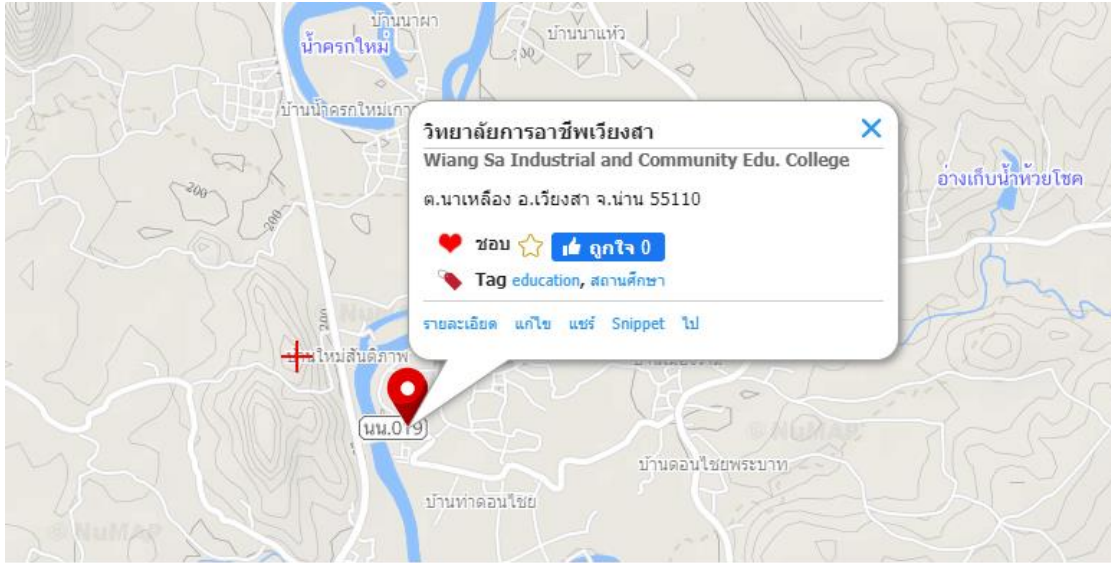 บ้านนาผา
น้ำครกใหม่
บ้านนาแห้ว
200
บ้านน้ำครกใหม่เก
200
200
วิทยาลัยการอาชีพเวียงสา
Wiang Sa Industrial and Community Edu. College
ต.นาเหลือง อ.เวียงสา จ.น่าน 55110
ชอบ ถูกใจ 0
Tag education, สถานศึกษา
รายละเอียด แก้ไข แชร์ Snippet ไป
อ่างเก็บน้ำห้วยโชค
200
บ้านใหม่สันติภาพ
นน.019
© NuMAP
บ้านดอนไชยพระบาท
บ้านท่าดอนไชย
© NuMAP